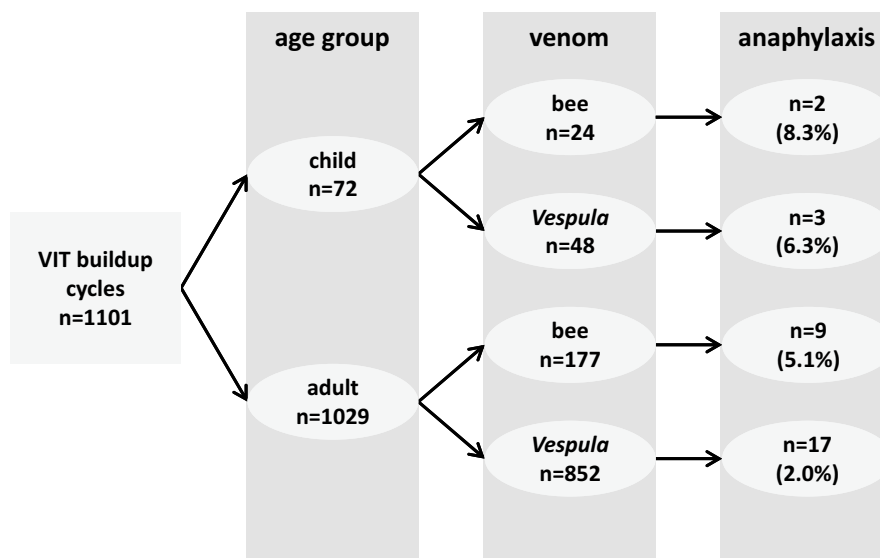 age group
venom
anaphylaxis
VIT buildup
cycles
n=1101
child
n=72
adult
n=1029
bee
n=24
Vespula
n=48
bee
n=177
Vespula
n=852
n=2
(8.3%)
n=3
(6.3%)
n=9
(5.1%)
n=17
(2.0%)